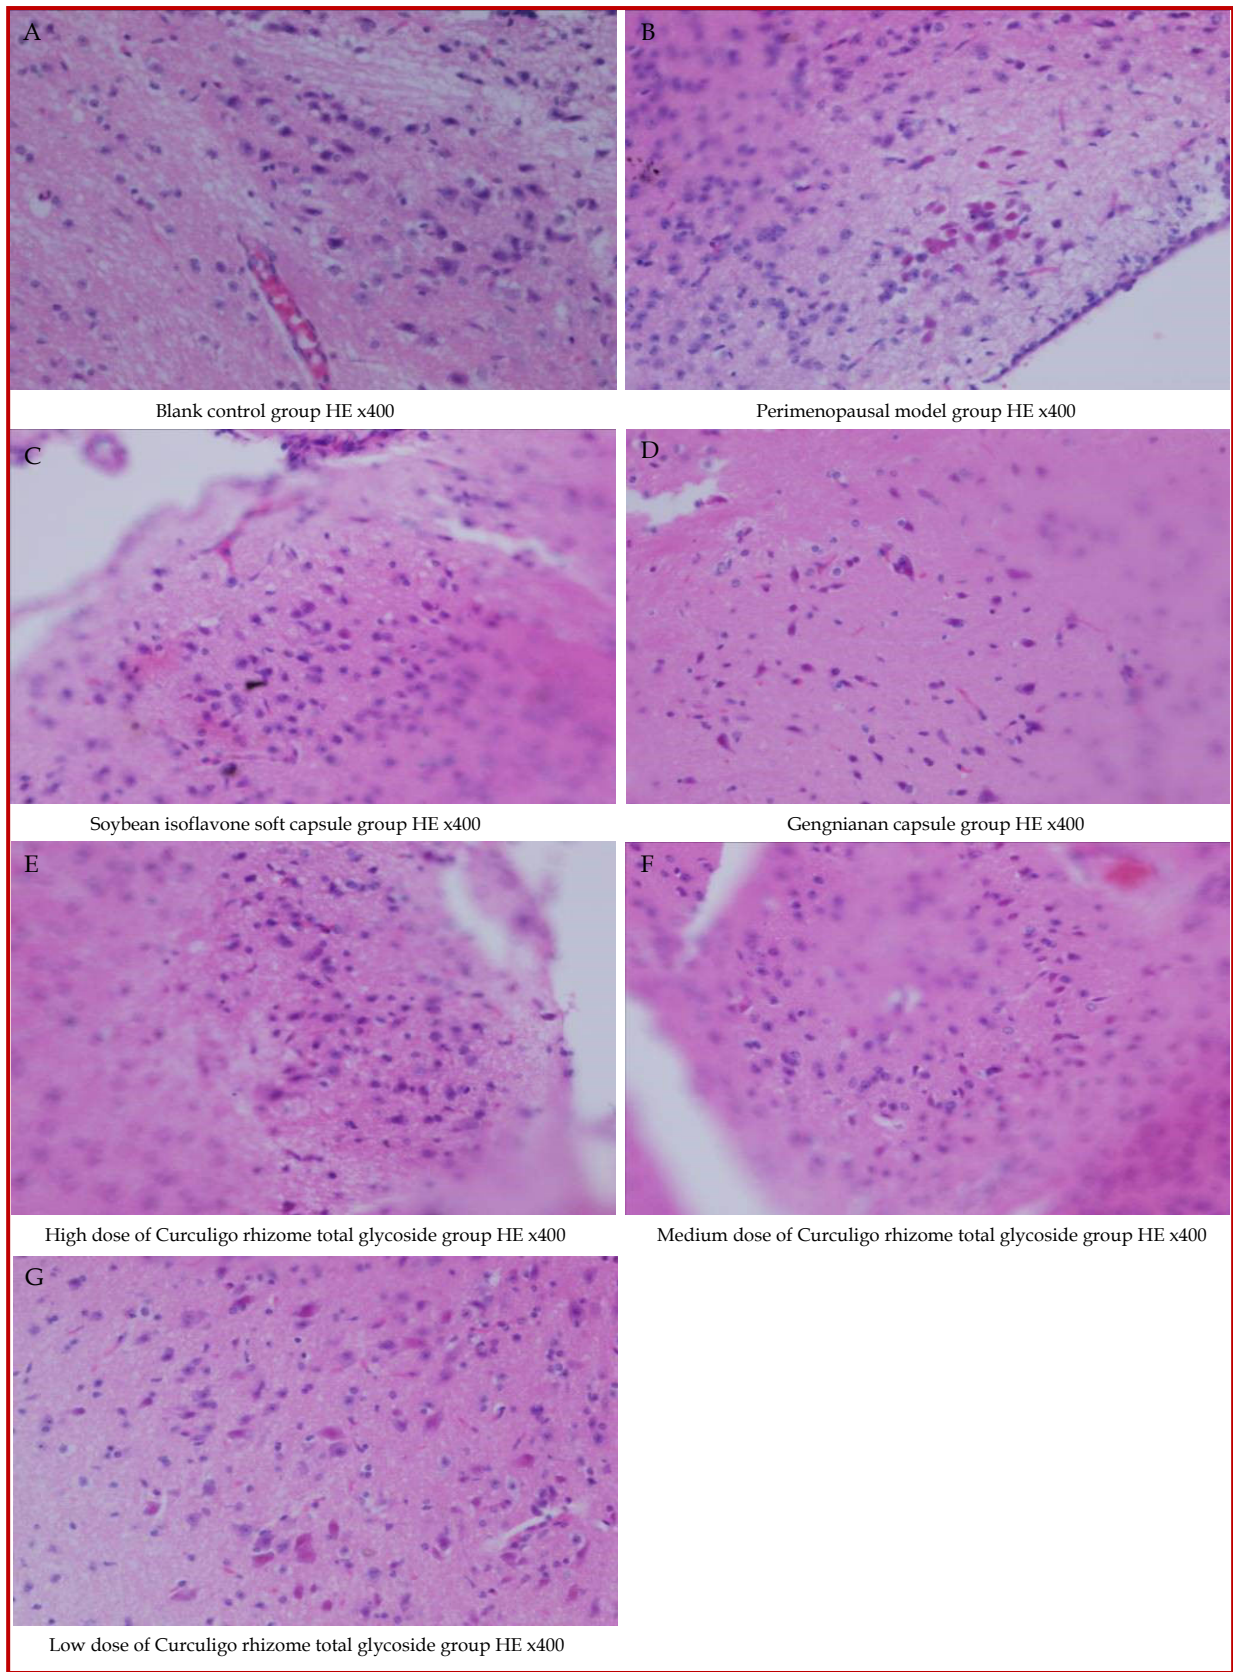 A
B
Blank control group HE x400
Perimenopausal model group HE x400
C
D
Soybean isoflavone soft capsule group HE x400
Gengnianan capsule group HE x400
E
F
High dose of Curculigo rhizome total glycoside group HE x400
Medium dose of Curculigo rhizome total glycoside group HE x400
G
Low dose of Curculigo rhizome total glycoside group HE x400